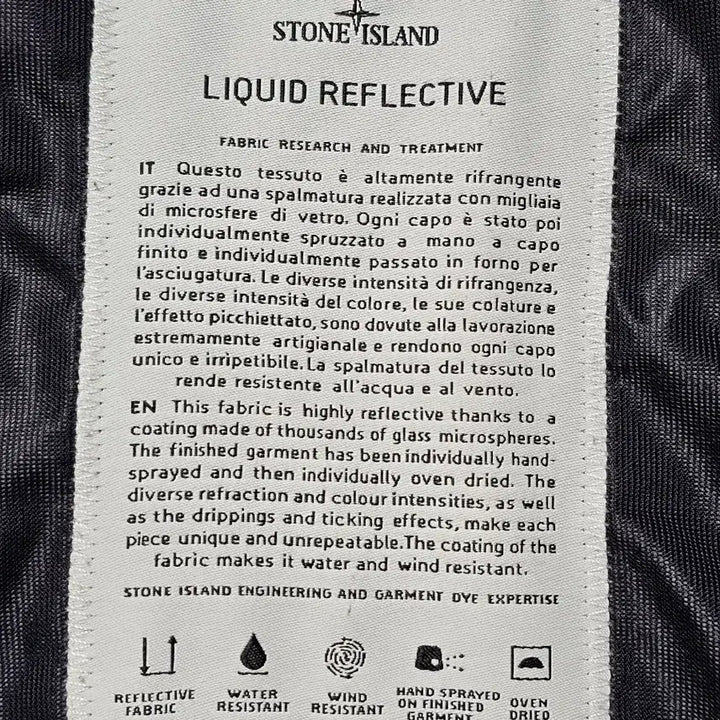 STONE ISLAND
LIQUID REFLECTIVE
FABRIC RESEARCH AND TREATMENT
IT Questo tessuto è altamente rifrangente
grazie ad una spalmatura realizzata con migliaia
di microsfere di vetro. Ogni capo è stato poi
individualmente spruzzato a mano a capo
finito e individualmente passato in forno per
l'asciugatura. Le diverse intensità di rifrangenza,
le diverse intensità del colore, le sue colature e
l'effetto picchiettato, sono dovute alla lavorazione
estremamente artigianale e rendono ogni capo
unico e irripetibile. La spalmatura del tessuto lo
rende resistente all'acqua e al vento.
EN This fabric is highly reflective thanks to a
coating made of thousands of glass microspheres.
The finished garment has been individually hand-
sprayed and then individually oven dried. The
diverse refraction and colour intensities, as well
as the drippings and ticking effects, make each
piece unique and unrepeatable. The coating of the
fabric makes it water and wind resistant.
STONE ISLAND ENGINEERING AND GARMENT DYE EXPERTISE
REFLECTIVE
FABRIC
WATER
RESISTANT
WIND
RESISTANT
HAND SPRAYED
ON FINISHED
GARMENT
OVEN
DRIED